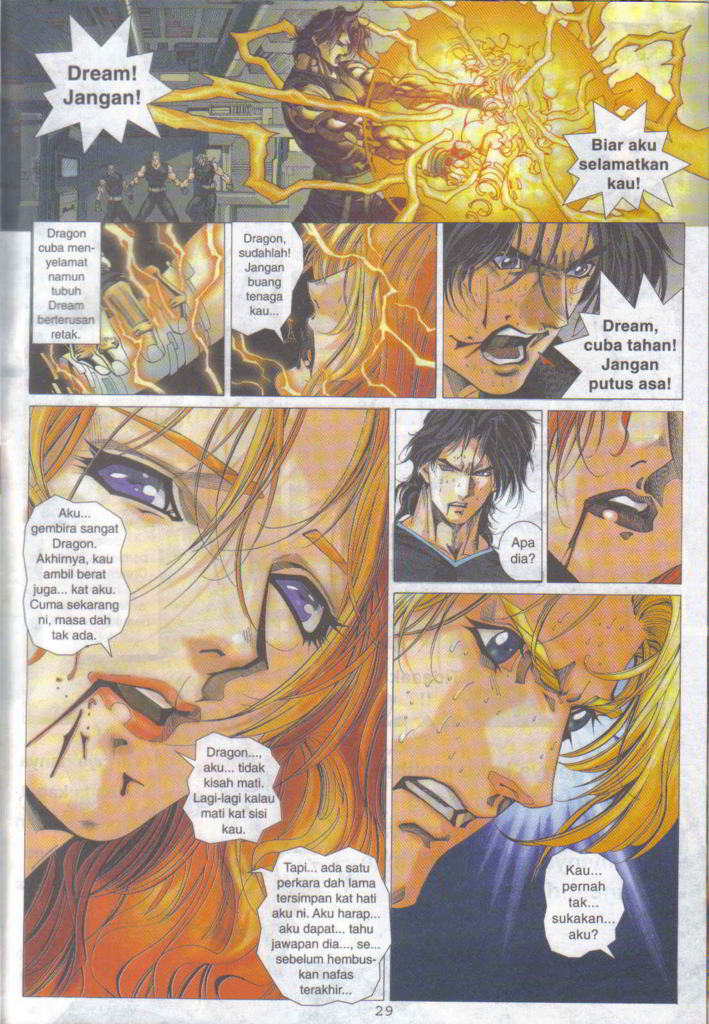 Dream!
Jangan!
Biar aku
selamatkan
kau!
Dragon
cuba men-
yelamat
namun
tubuh
Dream
berterusan
retak.
Dragon,
sudahlah!
Jangan
buang
tenaga
kau...
Dream,
cuba tahan!
Jangan
putus asa!
Aku...
gembira sangat
Dragon.
Akhirnya, kau
ambil berat
juga... kat aku.
Cuma sekarang
ni, masa dah
tak ada.
Dragon...,
aku... tidak
kisah mati.
Lagi-lagi kalau
mati kat sisi
kau.
Tapi... ada satu
perkara dah lama
tersimpan kat hati
aku ni. Aku harap...
aku dapat... tahu
jawapan dia..., se...
sebelum hembus-
kan nafas
terakhir...
Apa
dia?
Kau...
pernah
tak...
sukakan...
aku?
29